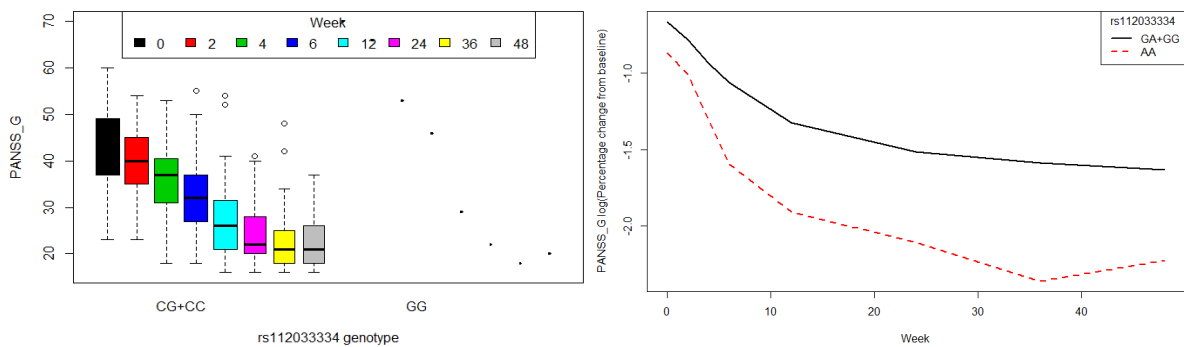 Week
0 2 4 6 12 24 36 48
PANSS_G
70
60
50
40
30
20
CG+CC
GG
rs112033334 genotype
rs112033334
GA+GG
AA
PANSS_G log(Percentage change from baseline)
-1.0
-1.5
-2.0
0
10
20
30
40
Week